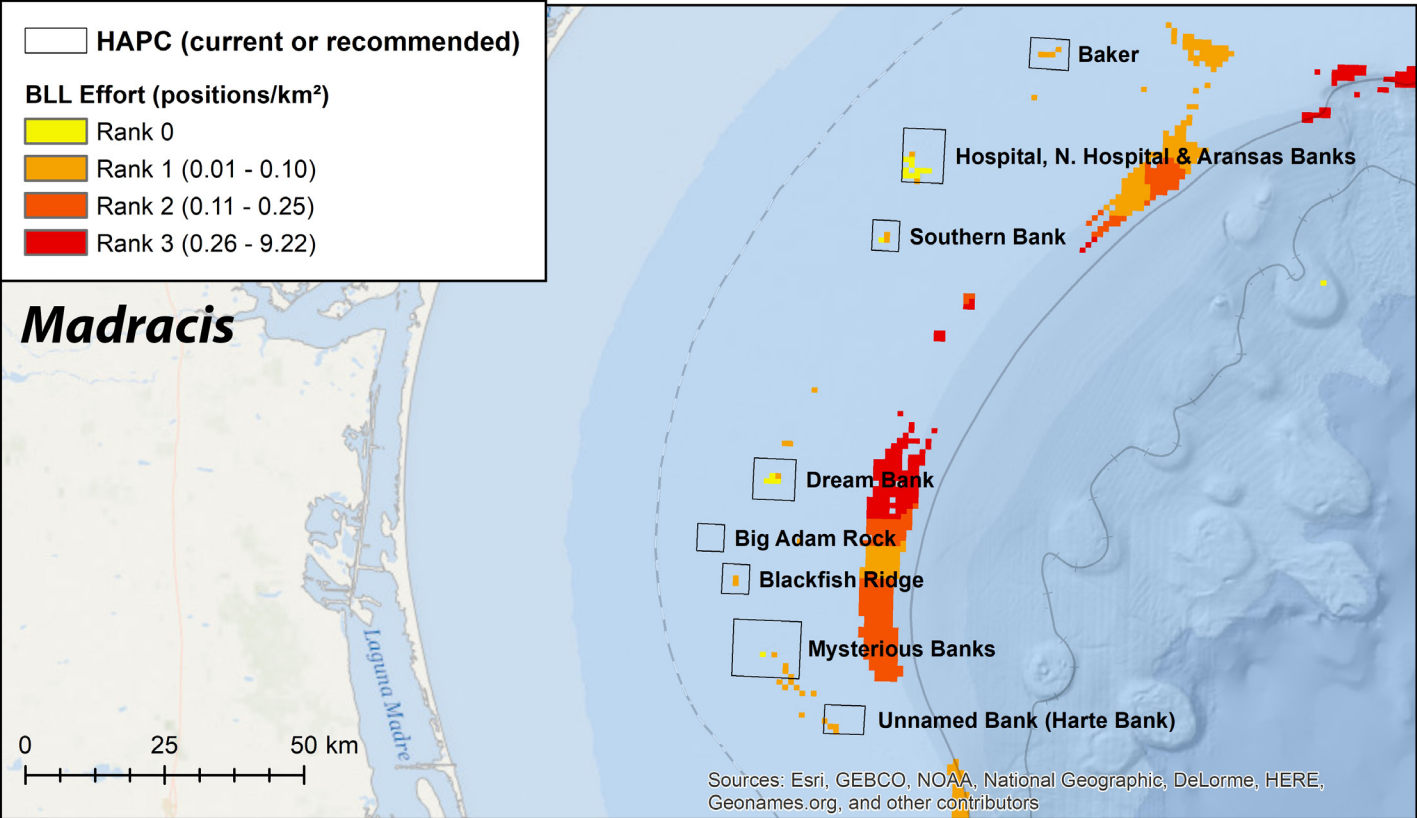 HAPC (current or recommended)
BLL Effort (positions/km²)
Rank 0
Rank 1 (0.01 - 0.10)
Rank 2 (0.11 - 0.25)
Rank 3 (0.26 - 9.22)
Madracis
Baker
Hospital, N. Hospital & Aransas Banks
Southern Bank
Dream Bank
Big Adam Rock
Blackfish Ridge
Mysterious Banks
Unnamed Bank (Harte Bank)
Laguna Madre
0 25 50 km
Sources: Esri, GEBCO, NOAA, National Geographic, DeLorme, HERE,
Geonames.org, and other contributors